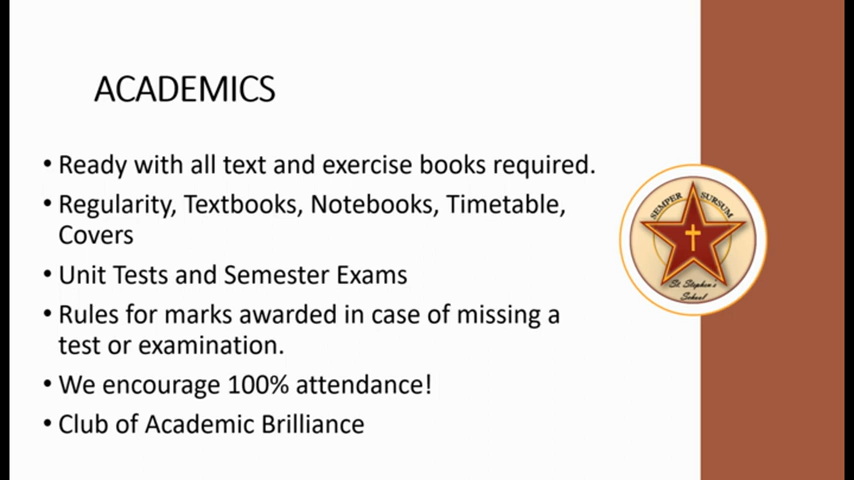 ACADEMICS
• Ready with all text and exercise books required.
• Regularity, Textbooks, Notebooks, Timetable,
Covers
• Unit Tests and Semester Exams
• Rules for marks awarded in case of missing a
test or examination.
• We encourage 100% attendance!
• Club of Academic Brilliance
SEMPER SURSUM
St. Stephen's
School